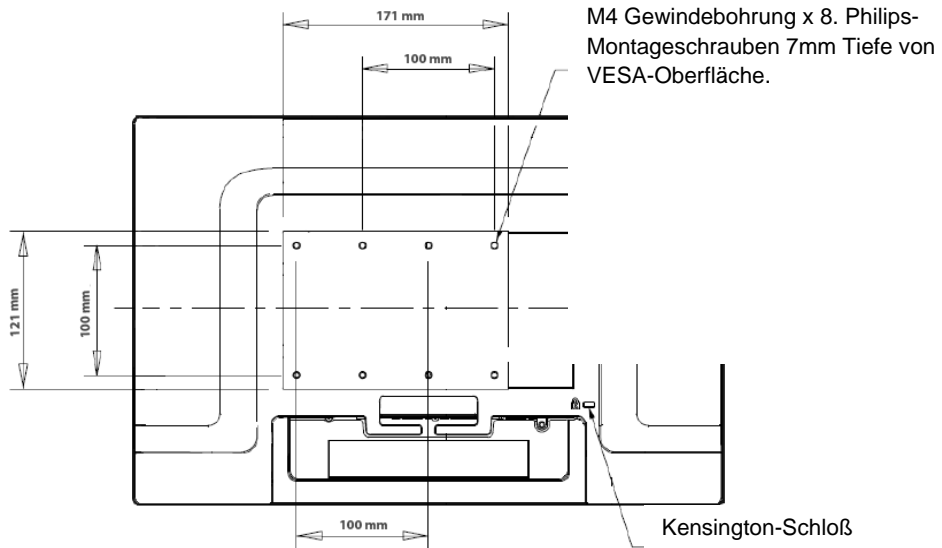 171 mm
M4 Gewindebohrung x 8. Philips-
Montageschrauben 7mm Tiefe von
VESA-Oberfläche.
100 mm
121 mm
100 mm
100 mm
Kensington-Schloß